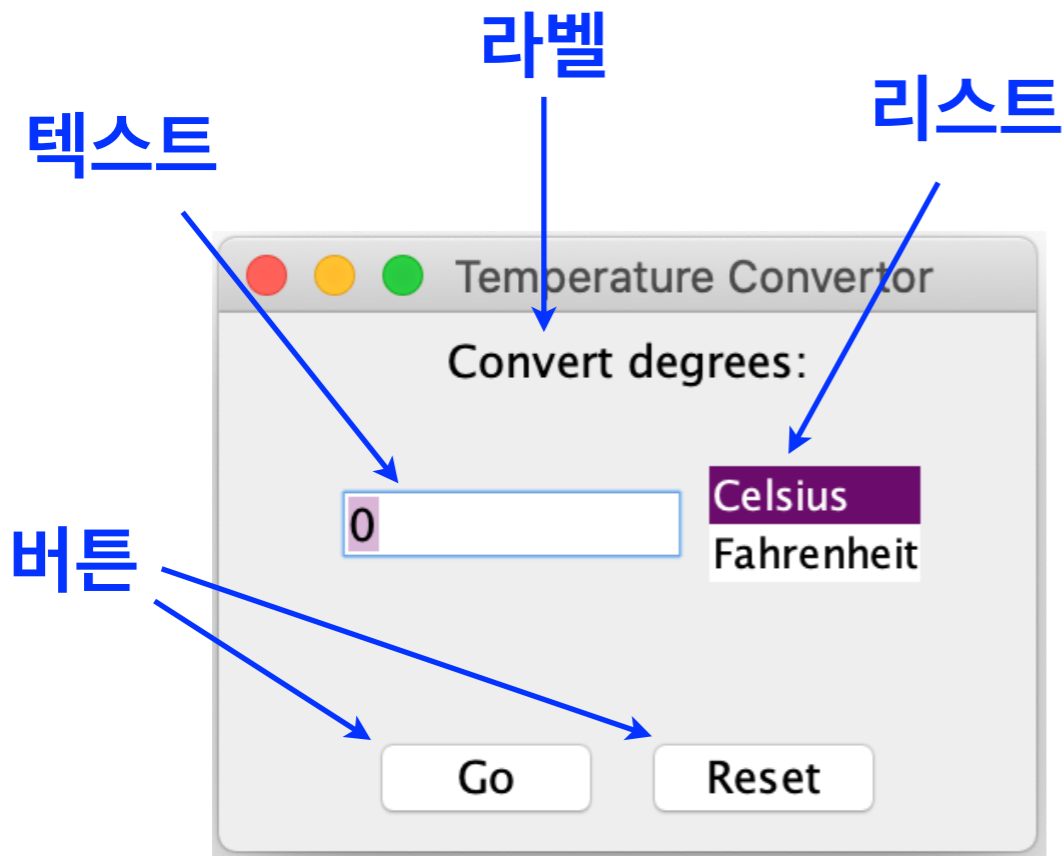 라벨
리스트
텍스트
Temperature Convertor
Convert degrees:
Celsius
0
Fahrenheit
버튼
Go
Reset